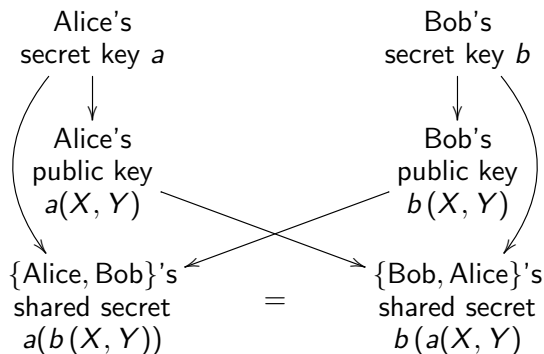 Alice's
secret key a
Bob's
secret key b
Alice's
public key
a(X, Y)
Bob's
public key
b(X, Y)
{Alice, Bob}'s
shared secret
a(b(X, Y))
=
{Bob, Alice}'s
shared secret
b(a(X, Y)